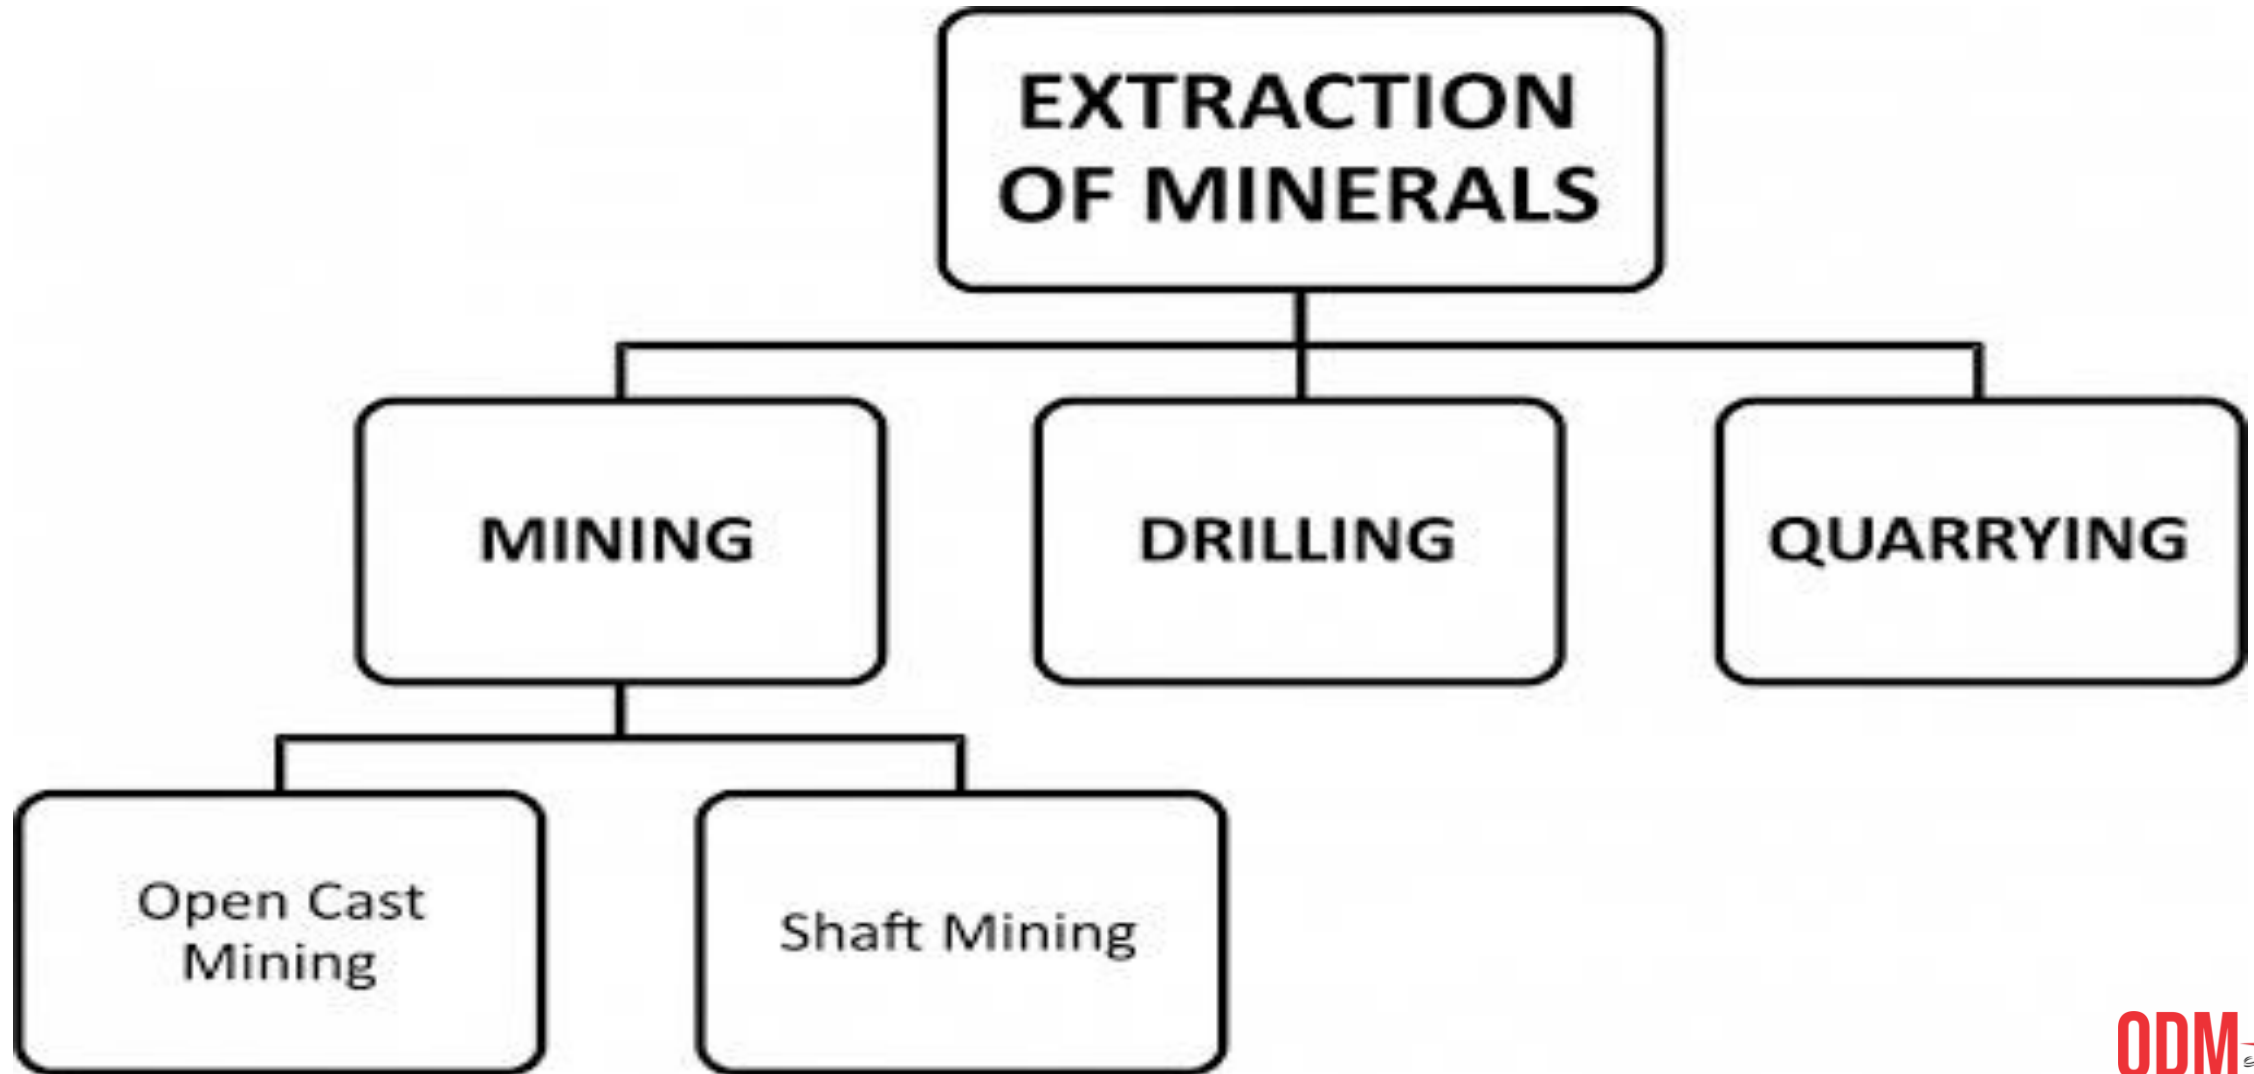 EXTRACTION
OF MINERALS
MINING
DRILLING
QUARRYING
Open Cast
Mining
Shaft Mining
ODM